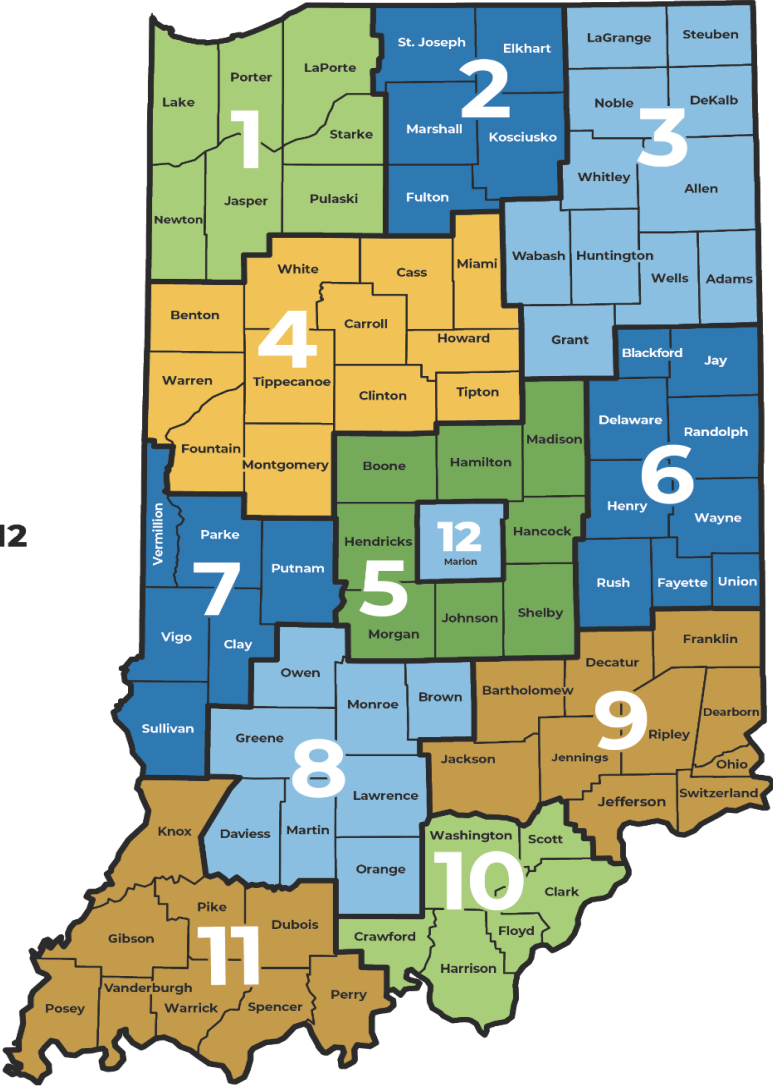 St. Joseph
Elkhart
LaGrange
Steuben
Porter
LaPorte
Lake
2
Noble
DeKalb
1
Starke
Marshall
Kosciusko
3
Whitley
Allen
Newton
Jasper
Pulaski
Fulton
White
Cass
Miami
Wabash
Huntington
Wells
Adams
Benton
Carroll
4
Howard
Grant
Blackford
Jay
Warren
Tippecanoe
Clinton
Tipton
Delaware
Randolph
Fountain
Montgomery
Boone
Hamilton
Madison
6
Henry
Wayne
12
Vermillion
Parke
Putnam
Hendricks
12
Marion
Hancock
7
5
Rush
Fayette
Union
Vigo
Clay
Morgan
Johnson
Shelby
Franklin
Owen
Monroe
Brown
Bartholomew
Decatur
Sullivan
Greene
9
Ripley
Dearborn
8
Jackson
Jennings
Ohio
Lawrence
Jefferson
Switzerland
Knox
Daviess
Martin
Washington
Scott
Orange
10
Clark
Pike
Dubois
Gibson
11
Crawford
Floyd
Harrison
Posey
Vanderburgh
Warrick
Spencer
Perry